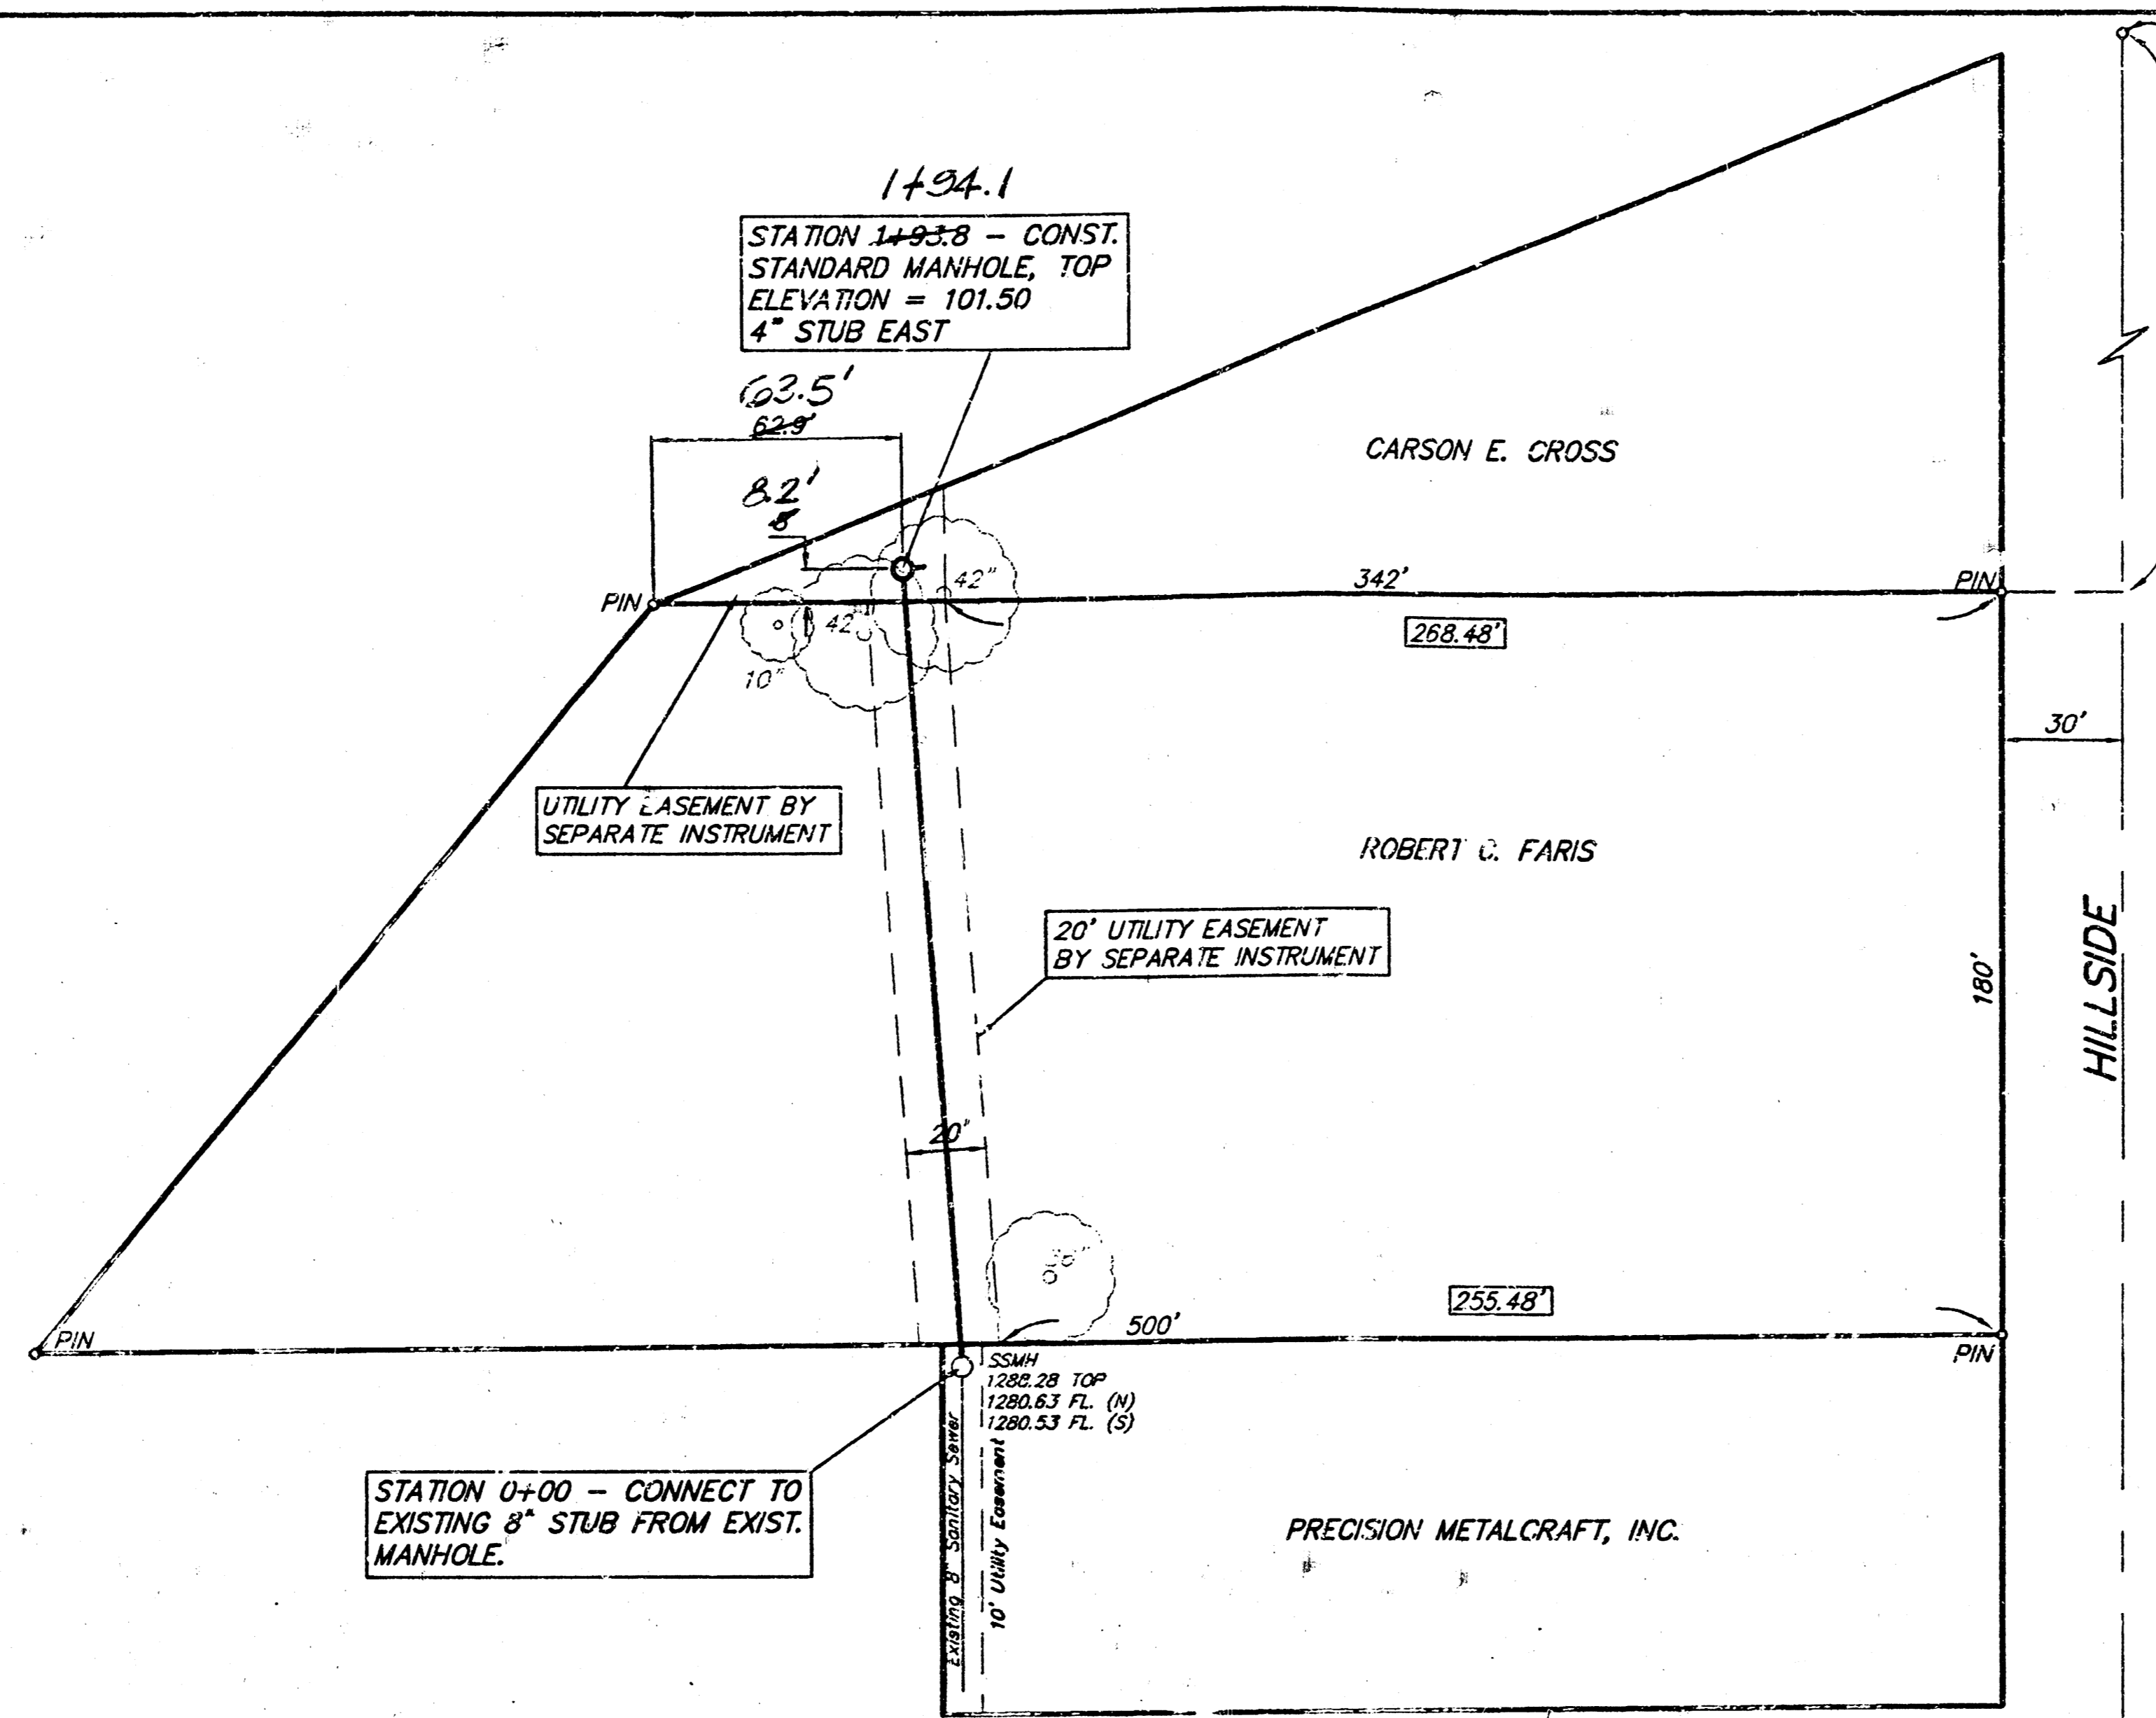 1+94.1
STATION 1+93.8 - CONST.
STANDARD MANHOLE, TOP
ELEVATION = 101.50
4" STUB EAST
63.5'
62.9'
8.2'
8'
CARSON E. CROSS
PIN
42"
342'
PIN
268.48'
42"
10"
30'
UTILITY EASEMENT BY
SEPARATE INSTRUMENT
ROBERT C. FARIS
20' UTILITY EASEMENT
BY SEPARATE INSTRUMENT
180'
HILLSIDE
20"
255.48'
500'
PIN
PIN
SSMH
1288.28 TOP
1280.63 FL. (N)
1280.53 FL. (S)
Existing 8" Sanitary Sewer
10' Utility Easement
STATION 0+00 - CONNECT TO
EXISTING 8" STUB FROM EXIST.
MANHOLE.
PRECISION METALCRAFT, INC.